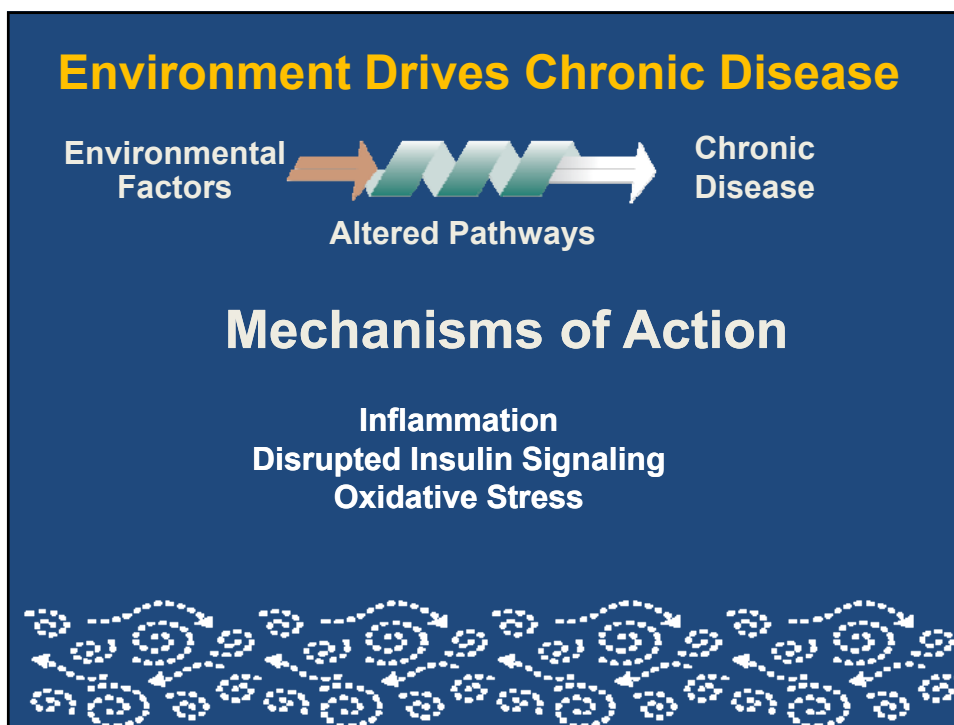 Environment Drives Chronic Disease
Environmental
Factors
Chronic
Disease
Altered Pathways
Mechanisms of Action
Inflammation
Disrupted Insulin Signaling
Oxidative Stress